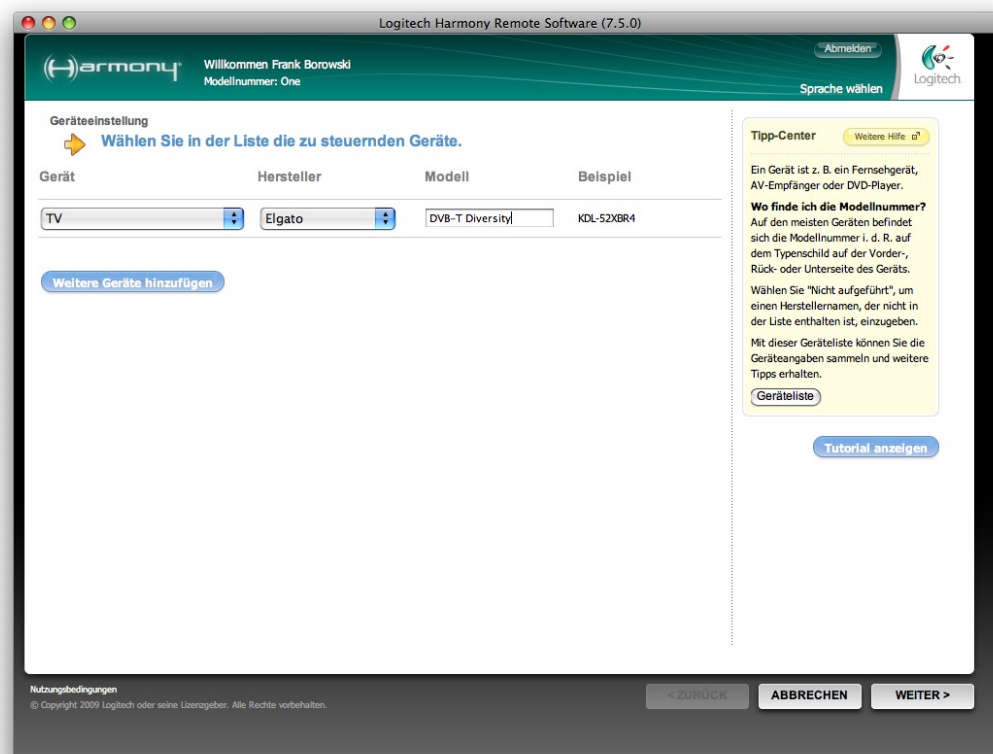 Logitech Harmony Remote Software (7.5.0)
Harmony
Willkommen Frank Borowski
Modellnummer: One
Abmelden
Sprache wählen
Logitech
Geräteeinstellung
Wählen Sie in der Liste die zu steuernden Geräte.
Gerät Hersteller Modell Beispiel
TV Elgato DVB-T Diversity KDL-52XBR4
Weitere Geräte hinzufügen
Tipp-Center Weitere Hilfe
Ein Gerät ist z. B. ein Fernsehgerät,
AV-Empfänger oder DVD-Player.
Wo finde ich die Modellnummer?
Auf den meisten Geräten befindet
sich die Modellnummer i. d. R. auf
dem Typenschild auf der Vorder-,
Rück- oder Unterseite des Geräts.
Wählen Sie "Nicht aufgeführt", um
einen Herstellernamen, der nicht in
der Liste enthalten ist, einzugeben.
Mit dieser Geräteliste können Sie die
Geräteangaben sammeln und weitere
Tipps erhalten.
Geräteliste
Tutorial anzeigen
Nutzungsbedingungen
© Copyright 2009 Logitech oder seine Lizenzgeber. Alle Rechte vorbehalten.
< ZURÜCK ABBRECHEN WEITER >